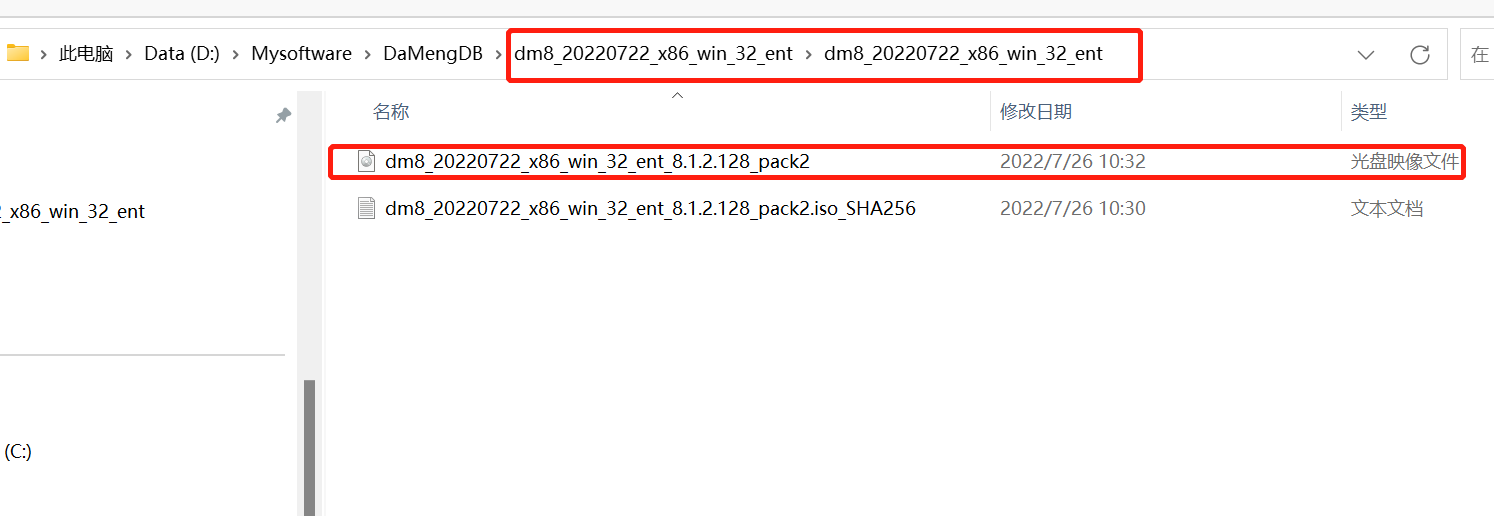 此电脑 > Data (D:) > Mysoftware > DaMengDB > dm8_20220722_x86_win_32_ent > dm8_20220722_x86_win_32_ent 在
名称 修改日期 类型
dm8_20220722_x86_win_32_ent_8.1.2.128_pack2 2022/7/26 10:32 光盘映像文件
dm8_20220722_x86_win_32_ent_8.1.2.128_pack2.iso_SHA256 2022/7/26 10:30 文本文档
_x86_win_32_ent
(C:)